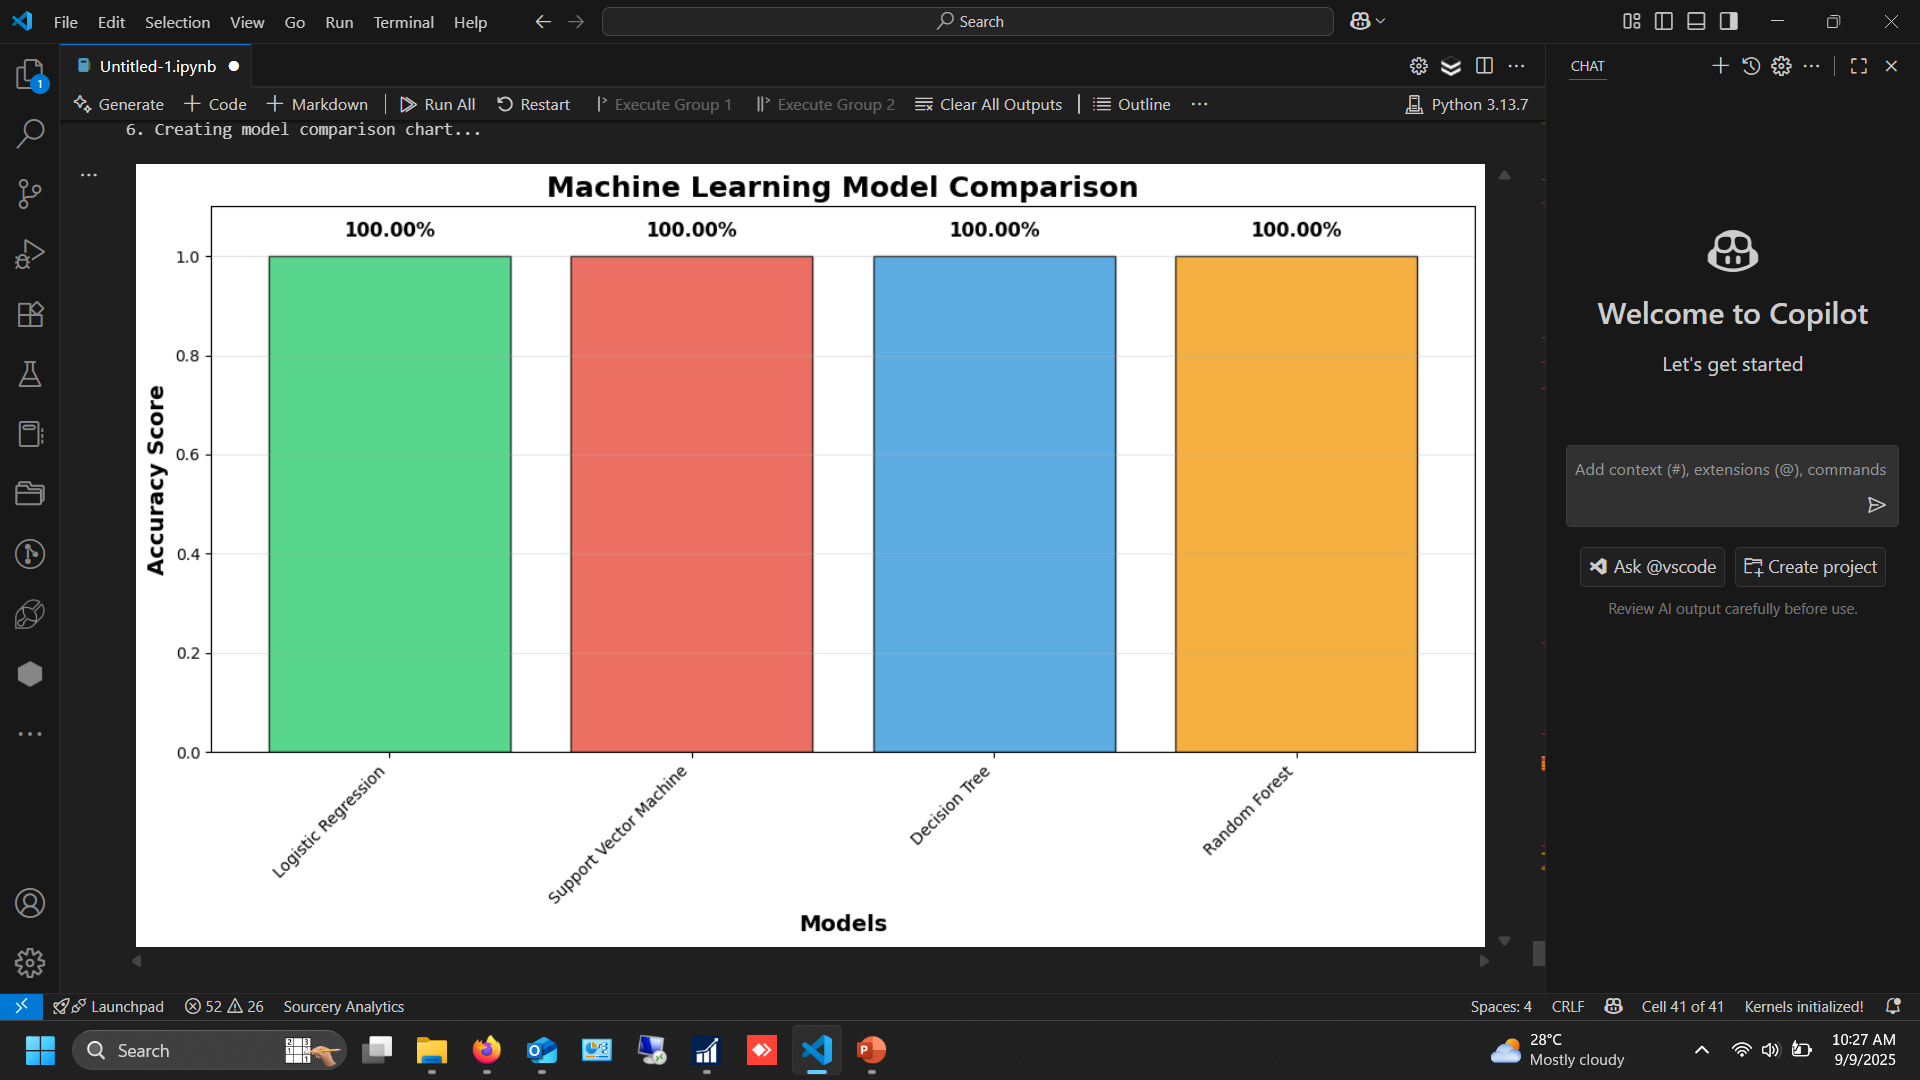 File Edit Selection View Go Run Terminal Help
Search
Untitled-1.ipynb
CHAT
1
Generate Code Markdown Run All Restart Execute Group 1 Execute Group 2 Clear All Outputs Outline Python 3.13.7
6. Creating model comparison chart...
Machine Learning Model Comparison
100.00% 100.00% 100.00% 100.00%
1.0
0.8
0.6
0.4
0.2
0.0
Accuracy Score
Logistic Regression
Support Vector Machine
Decision Tree
Random Forest
Models
Welcome to Copilot
Let's get started
Add context (#), extensions (@), commands
Ask @vscode Create project
Review AI output carefully before use.
Launchpad 52 26 Sourcery Analytics
Spaces: 4 CRLF Cell 41 of 41 Kernels initialized!
Search
28°C
Mostly cloudy
10:27 AM
9/9/2025